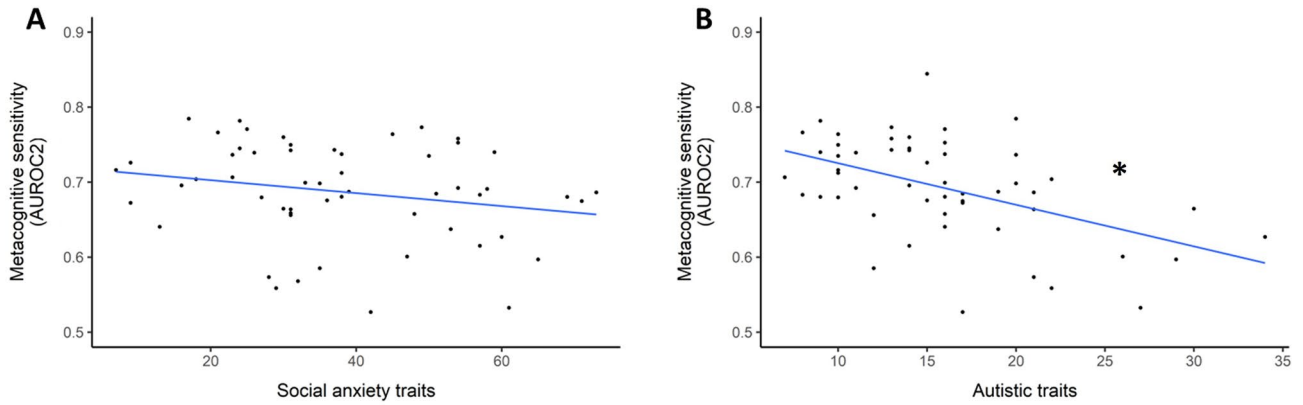 A
Metacognitive sensitivity
(AUROC2)
0.9
0.8
0.7
0.6
0.5
20 40 60
Social anxiety traits
B
Metacognitive sensitivity
(AUROC2)
0.9
0.8
0.7
0.6
0.5
*
10 15 20 25 30 35
Autistic traits